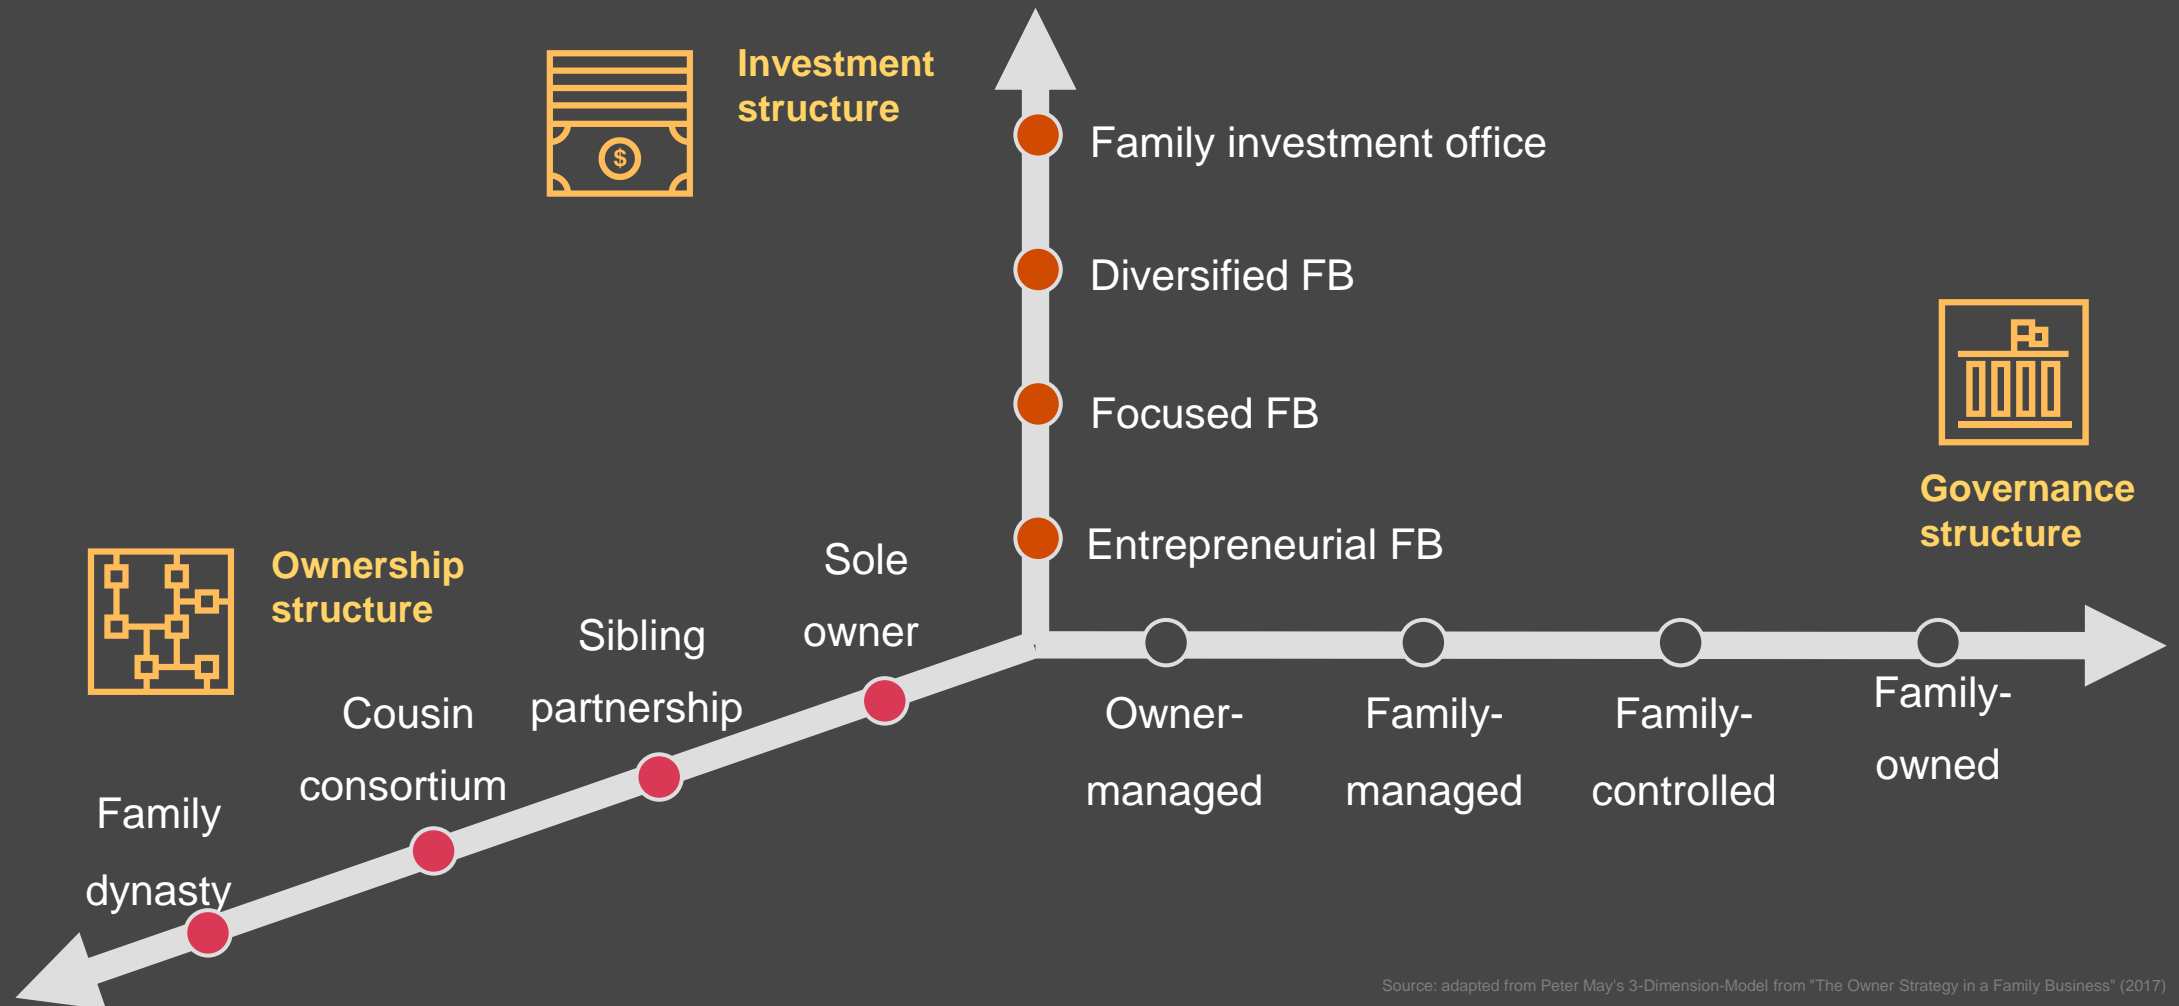 Investment
structure
$
Family investment office
Diversified FB
Focused FB
Entrepreneurial FB
Governance
structure
Ownership
structure
Sole
owner
Sibling
partnership
Cousin
consortium
Family
dynasty
Owner-
managed
Family-
managed
Family-
controlled
Family-
owned
Source: adapted from Peter May's 3-Dimension-Model from "The Owner Strategy in a Family Business" (2017)